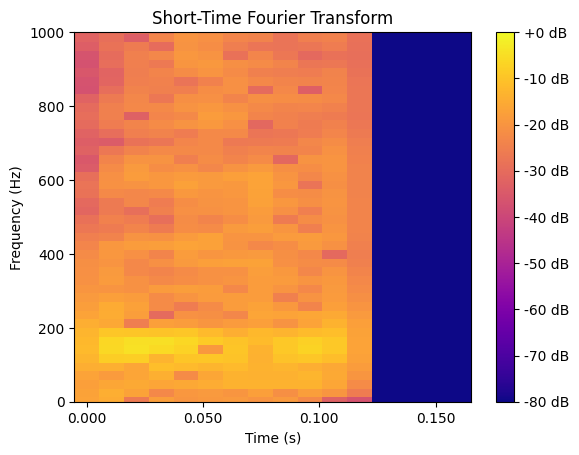 Short-Time Fourier Transform
1000
800
600
400
200
0
Frequency (Hz)
0.000
0.050
0.100
0.150
Time (s)
+0 dB
-10 dB
-20 dB
-30 dB
-40 dB
-50 dB
-60 dB
-70 dB
-80 dB